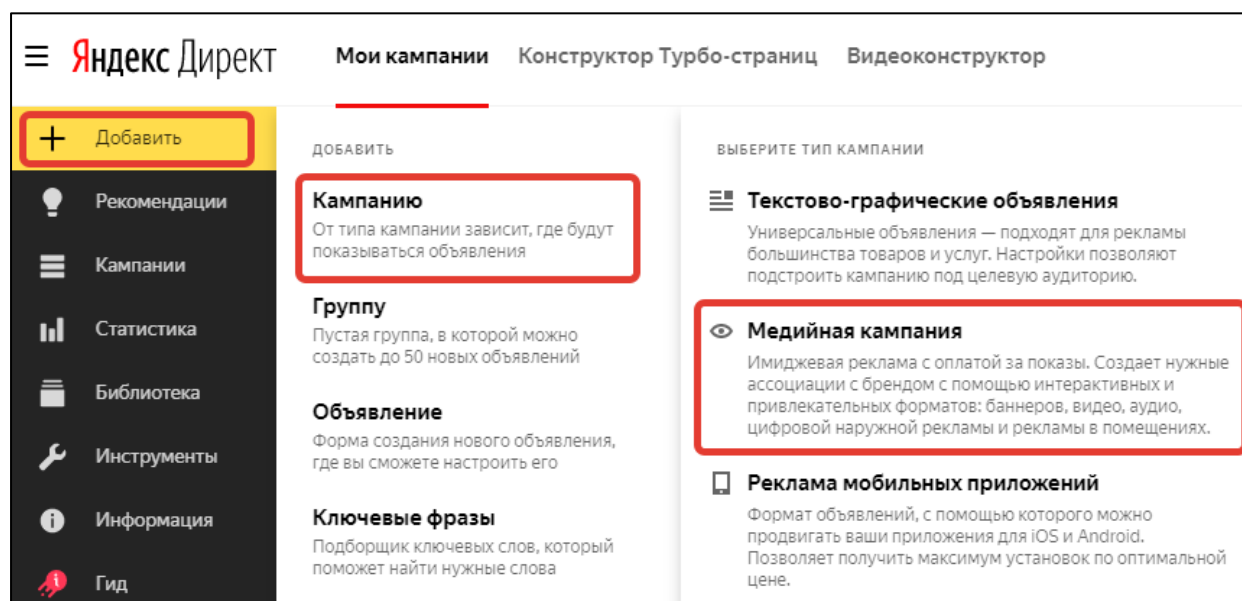 Яндекс Директ
Мои кампании
Конструктор Турбо-страниц
Видеоконструктор
Добавить
Рекомендации
Кампании
Статистика
Библиотека
Инструменты
Информация
Гид
ДОБАВИТЬ
Кампанию
От типа кампании зависит, где будут
показываться объявления
Группу
Пустая группа, в которой можно
создать до 50 новых объявлений
Объявление
Форма создания нового объявления,
где вы сможете настроить его
Ключевые фразы
Подборщик ключевых слов, который
поможет найти нужные слова
ВЫБЕРИТЕ ТИП КАМПАНИИ
Текстово-графические объявления
Универсальные объявления — подходят для рекламы
большинства товаров и услуг. Настройки позволяют
подстроить кампанию под целевую аудиторию.
Медийная кампания
Имиджевая реклама с оплатой за показы. Создает нужные
ассоциации с брендом с помощью интерактивных и
привлекательных форматов: баннеров, видео, аудио,
цифровой наружной рекламы и рекламы в помещениях.
Реклама мобильных приложений
Формат объявлений, с помощью которого можно
продвигать ваши приложения для iOS и Android.
Позволяет получить максимум установок по оптимальной
цене.